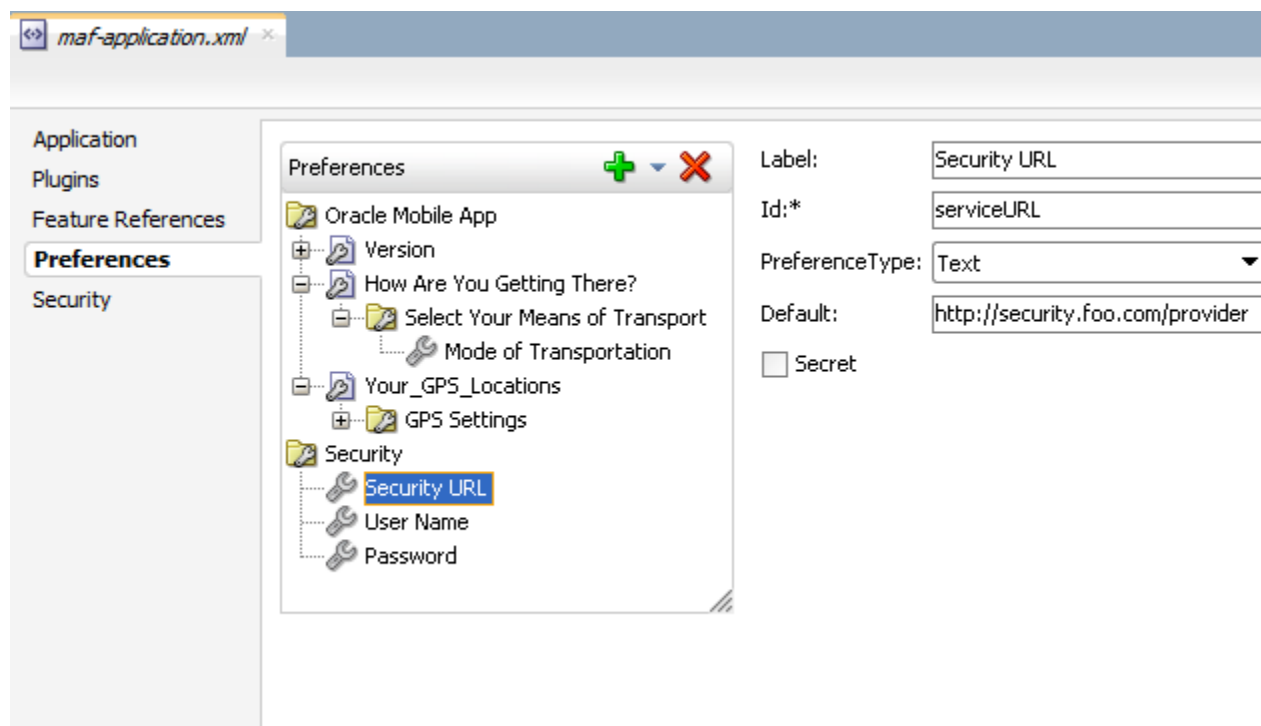 maf-application.xml
Application
Plugins
Feature References
Preferences
Security
Preferences
Oracle Mobile App
Version
How Are You Getting There?
Select Your Means of Transport
Mode of Transportation
Your_GPS_Locations
GPS Settings
Security
Security URL
User Name
Password
Label: Security URL
Id:* serviceURL
PreferenceType: Text
Default: http://security.foo.com/provider
Secret